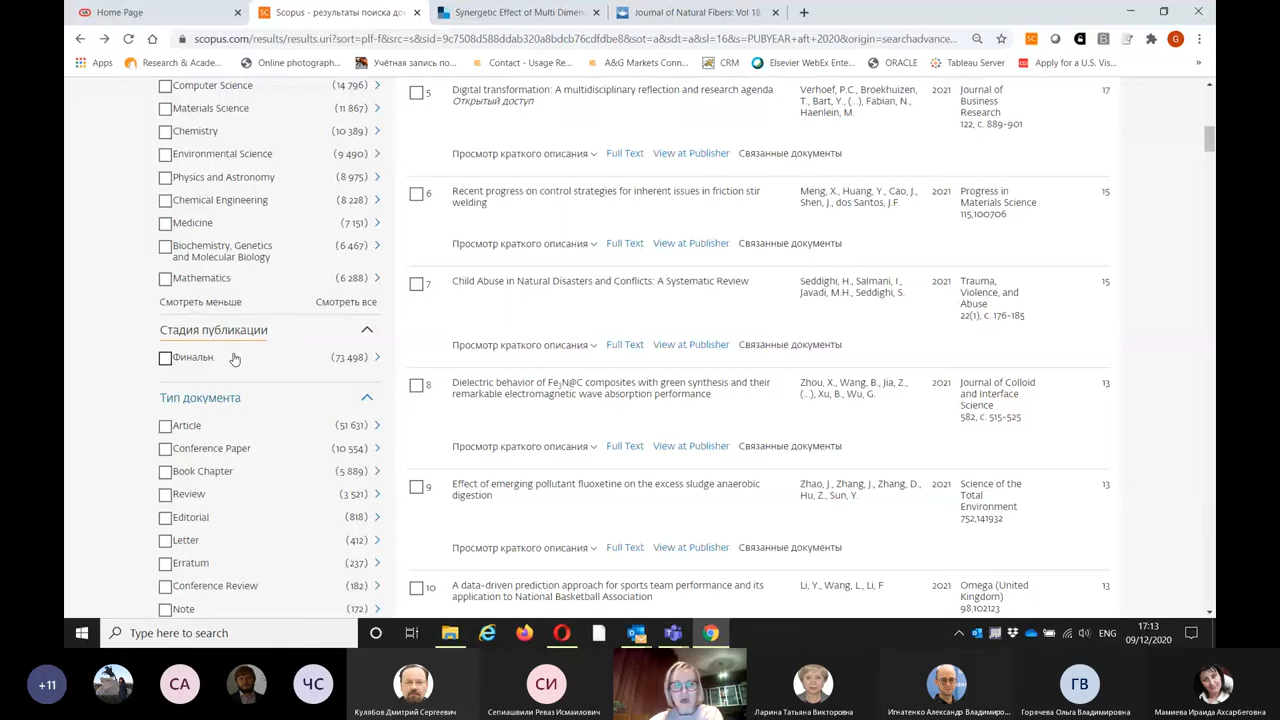 Home Page
Scopus - результаты поиска до
Synergetic Effect of Multi Dimen
Journal of Natural Fibers: Vol 18
scopus.com/results/results.uri?sort=plf-f&src=s&sid=9c7508d588ddab320a8bdcb76cfdfbe8&sot=a&sdt=a&sl=16&s=PUBYEAR+aft+2020&origin=searchadvance...
Apps
Research & Acade...
Online photograph...
Учётная запись по...
Contact - Usage Re...
A&G Markets Conn...
CRM
Elsevier WebEx Ente...
ORACLE
Tableau Server
Apply for a U.S. Vis...
Computer Science (14 796)
Materials Science (11 867)
Chemistry (10 389)
Environmental Science (9 490)
Physics and Astronomy (8 975)
Chemical Engineering (8 228)
Medicine (7 151)
Biochemistry, Genetics (6 467)
and Molecular Biology
Mathematics (6 288)
Смотреть меньше Смотреть все
Стадия публикации
Финальн. (73 498)
Тип документа
Article (51 631)
Conference Paper (10 554)
Book Chapter (5 889)
Review (3 521)
Editorial (818)
Letter (412)
Erratum (237)
Conference Review (182)
Note (172)
5 Digital transformation: A multidisciplinary reflection and research agenda
Открытый доступ
Verhoef, P.C., Broekhuizen,
T., Bart, Y., (...), Fabian, N.,
Haenlein, M.
2021
Journal of
Business
Research
122, с. 889-901
17
Просмотр краткого описания Full Text View at Publisher Связанные документы
6 Recent progress on control strategies for inherent issues in friction stir
welding
Meng, X., Huang, Y., Cao, J.,
Shen, J., dos Santos, J.F.
2021
Progress in
Materials Science
115,100706
15
Просмотр краткого описания Full Text View at Publisher Связанные документы
7 Child Abuse in Natural Disasters and Conflicts: A Systematic Review
Seddighi, H., Salmani, I.,
Javadi, M.H., Seddighi, S.
2021
Trauma,
Violence, and
Abuse
22(1), с. 176-185
15
Просмотр краткого описания Full Text View at Publisher Связанные документы
8 Dielectric behavior of Fe3N@C composites with green synthesis and their
remarkable electromagnetic wave absorption performance
Zhou, X., Wang, B., Jia, Z.,
(...), Xu, B., Wu, G.
2021
Journal of Colloid
and Interface
Science
582, с. 515-525
13
Просмотр краткого описания Full Text View at Publisher Связанные документы
9 Effect of emerging pollutant fluoxetine on the excess sludge anaerobic
digestion
Zhao, J., Zhang, J., Zhang, D.,
Hu, Z., Sun, Y.
2021
Science of the
Total
Environment
752,141932
13
Просмотр краткого описания Full Text View at Publisher Связанные документы
10 A data-driven prediction approach for sports team performance and its
application to National Basketball Association
Li, Y., Wang, L., Li, F
2021
Omega (United
Kingdom)
98,102123
13
Type here to search
ENG
17:13
09/12/2020
+11
СА
ЧС
СИ
ГВ
Кулябов Дмитрий Сергеевич
Сепиашвили Реваз Исмаилович
Ларина Татьяна Викторовна
Игнатенко Александр Владимиро...
Горячева Ольга Владимировна
Мамиева Ираида Ахсарбеговна